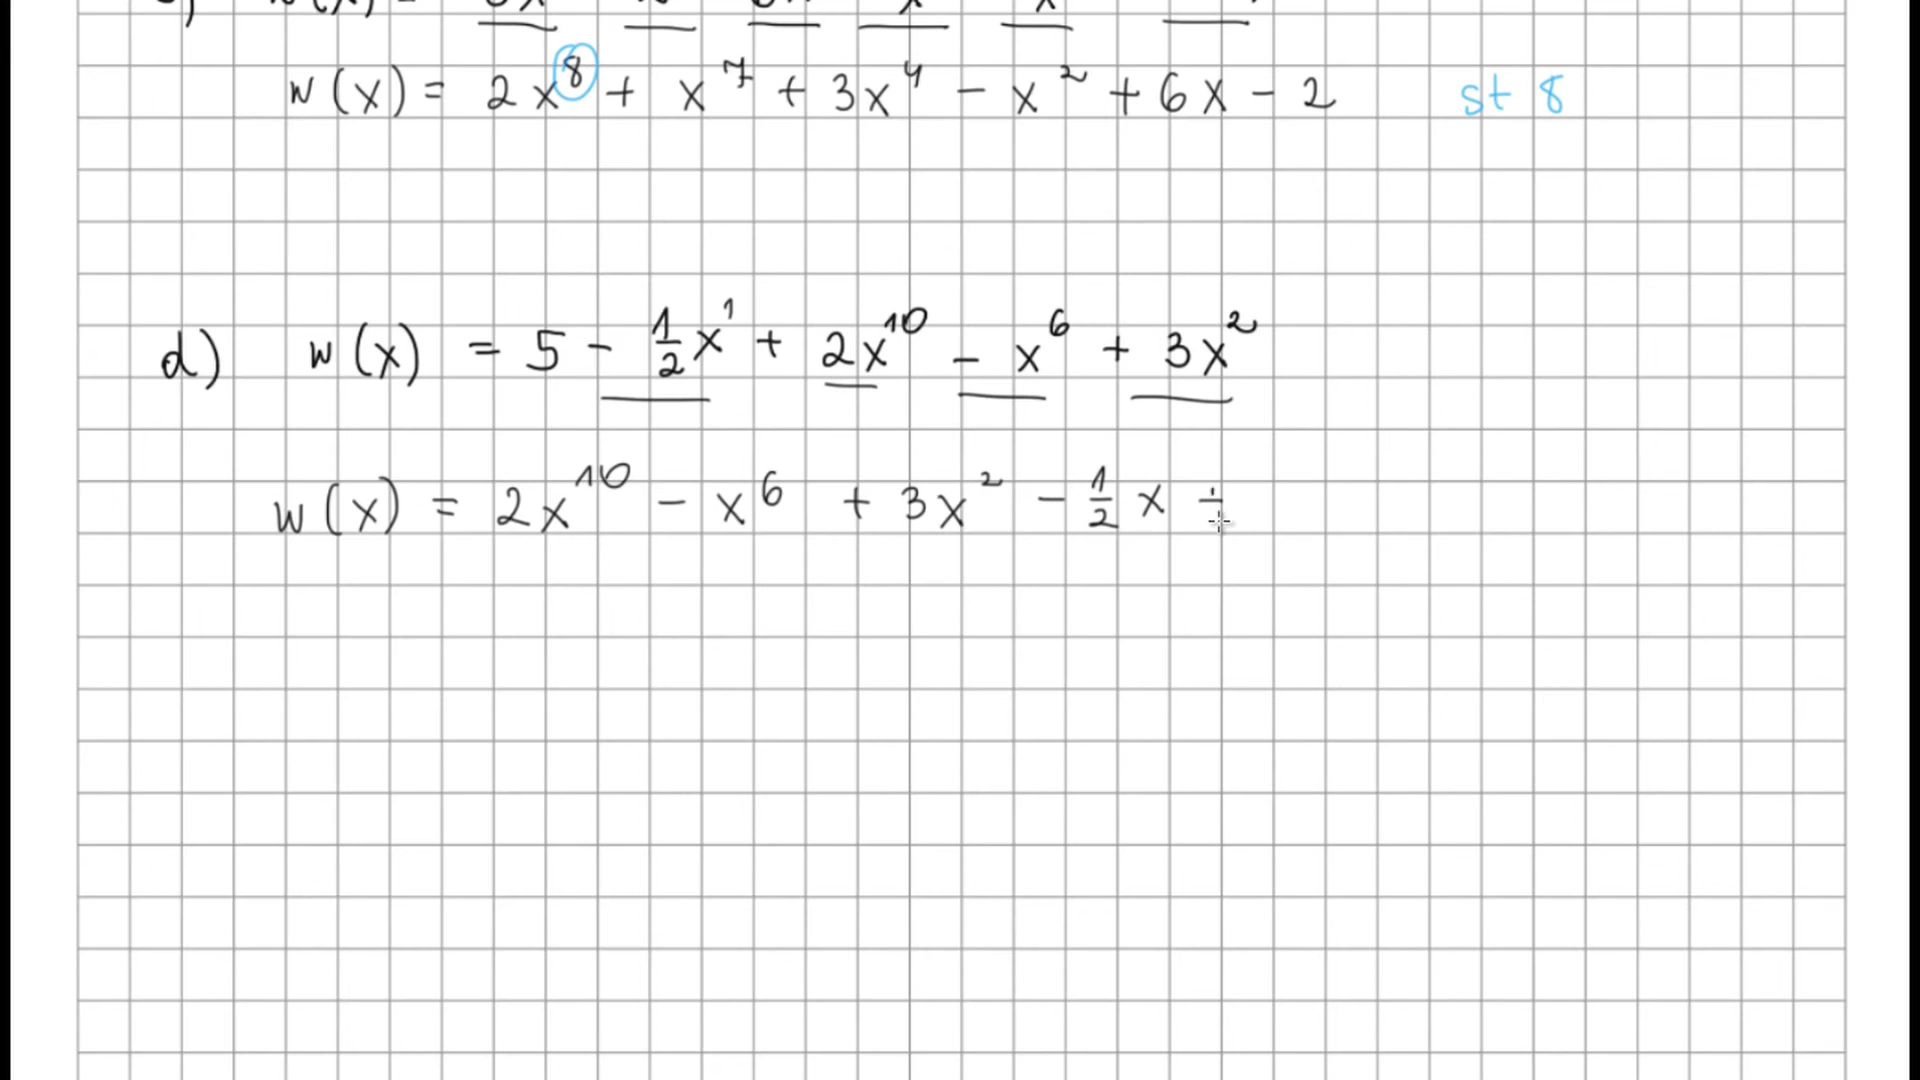 w(x) = 2x⁸ + x⁷ + 3x⁴ - x² + 6x - 2 st 8
d) w(x) = 5 - ½x¹ + 2x¹⁰ - x⁶ + 3x²
w(x) = 2x¹⁰ - x⁶ + 3x² - ½x +